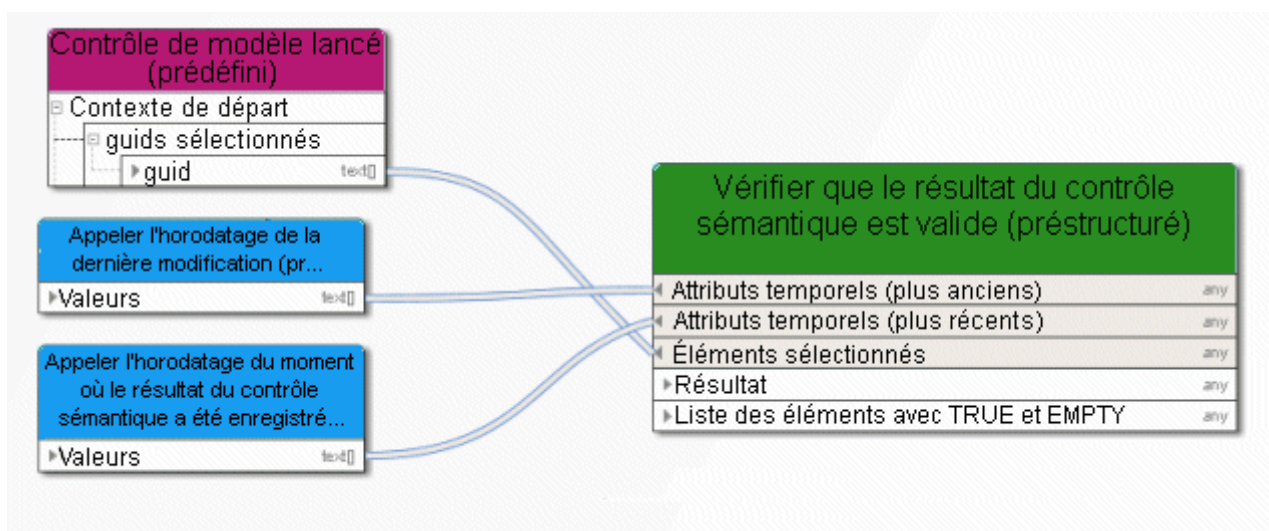 Contrôle de modèle lancé
(prédéfini)
Contexte de départ
guids sélectionnés
guid text[]
Appeler l'horodatage de la
dernière modification (pr...
Valeurs text[]
Appeler l'horodatage du moment
où le résultat du contrôle
sémantique a été enregistré...
Valeurs text[]
Vérifier que le résultat du contrôle
sémantique est valide (préstructuré)
Attributs temporels (plus anciens) any
Attributs temporels (plus récents) any
Éléments sélectionnés any
Résultat any
Liste des éléments avec TRUE et EMPTY any